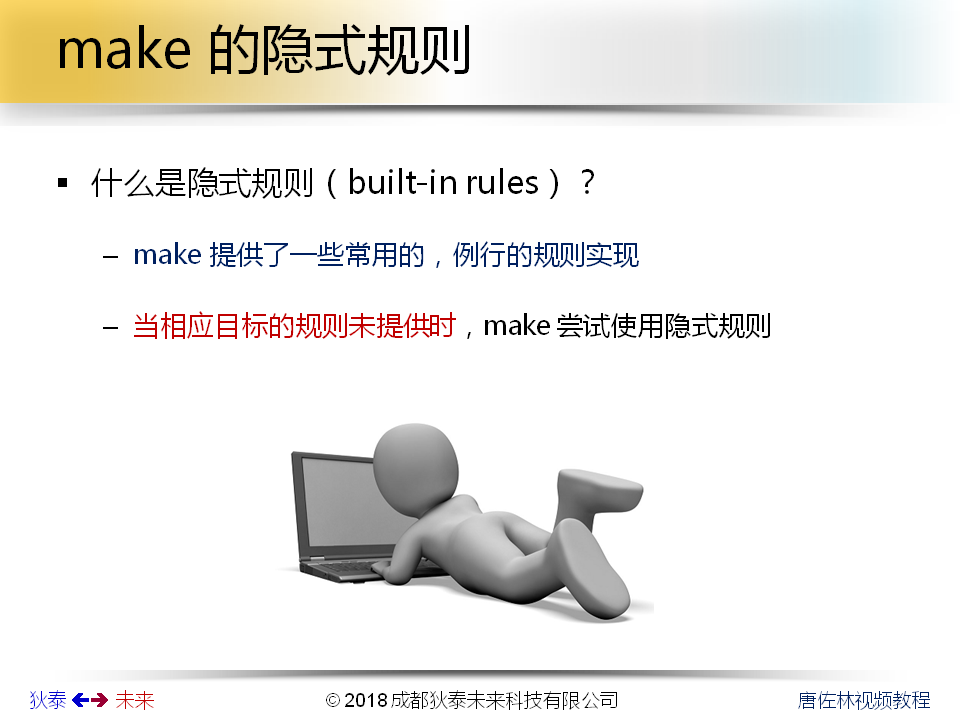 make 的隐式规则
什么是隐式规则（built-in rules）？
make 提供了一些常用的，例行的规则实现
当相应目标的规则未提供时，make 尝试使用隐式规则
狄泰 未来
© 2018 成都狄泰未来科技有限公司
唐佐林视频教程